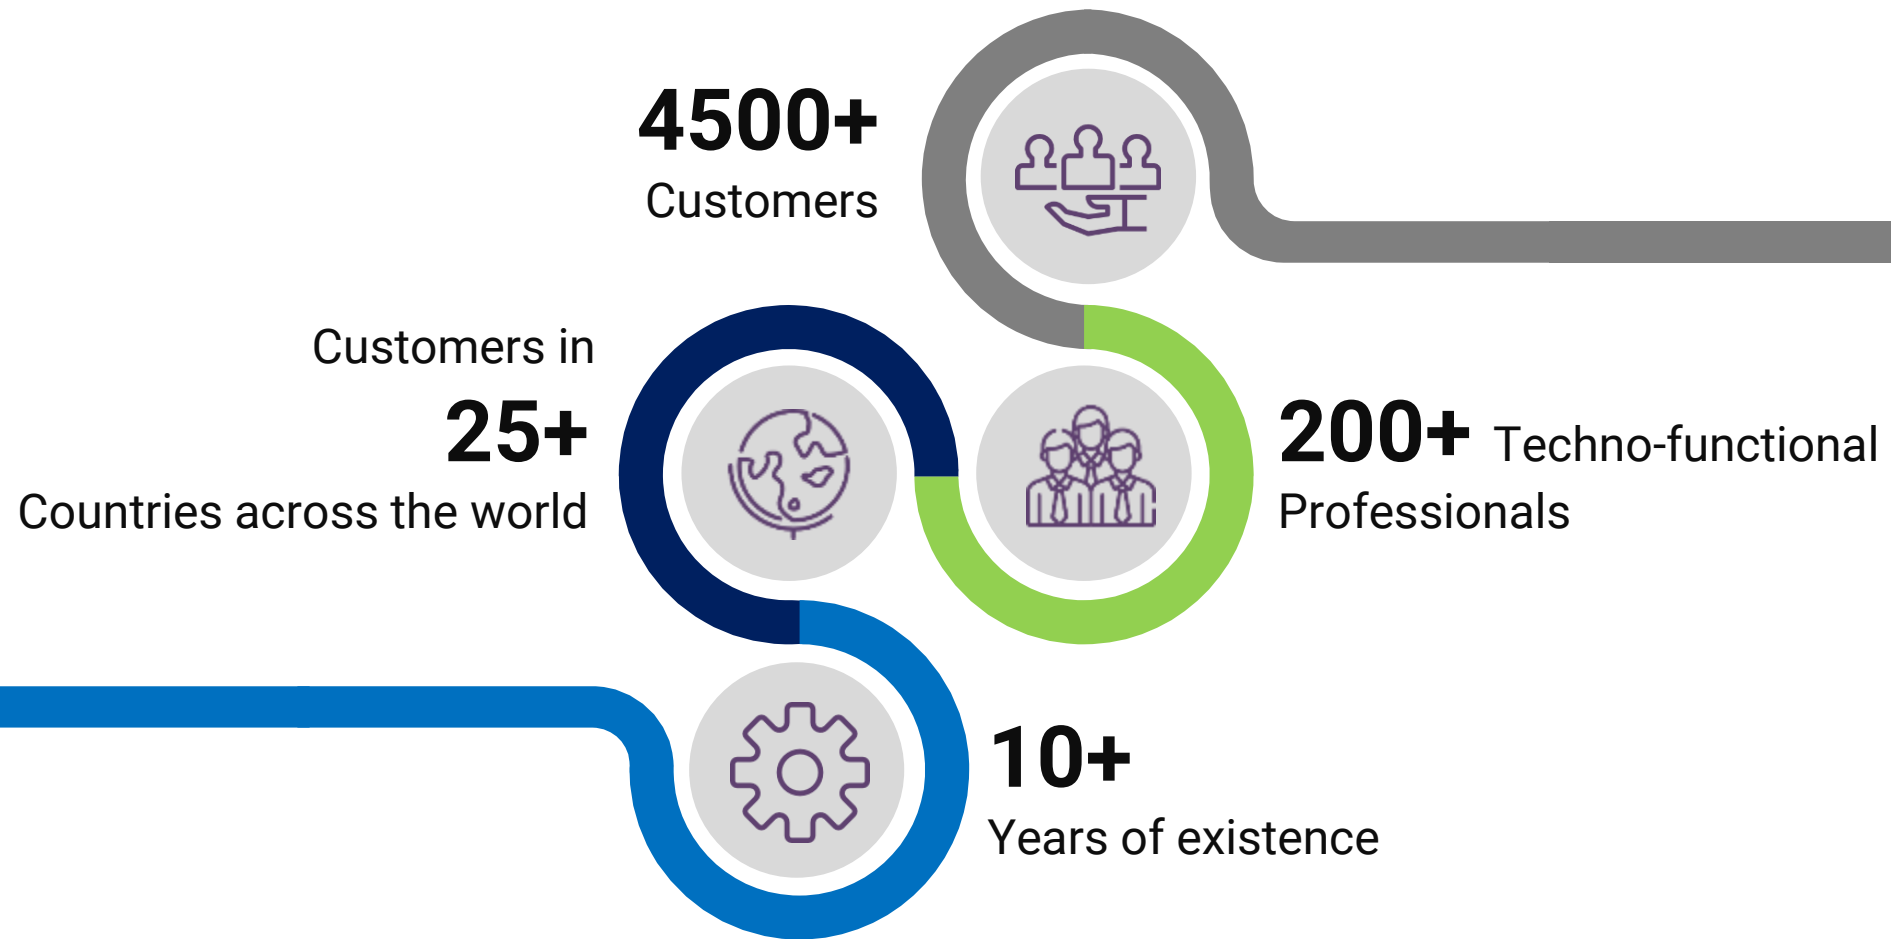 4500+
Customers
Customers in
25+
Countries across the world
200+ Techno-functional
Professionals
10+
Years of existence